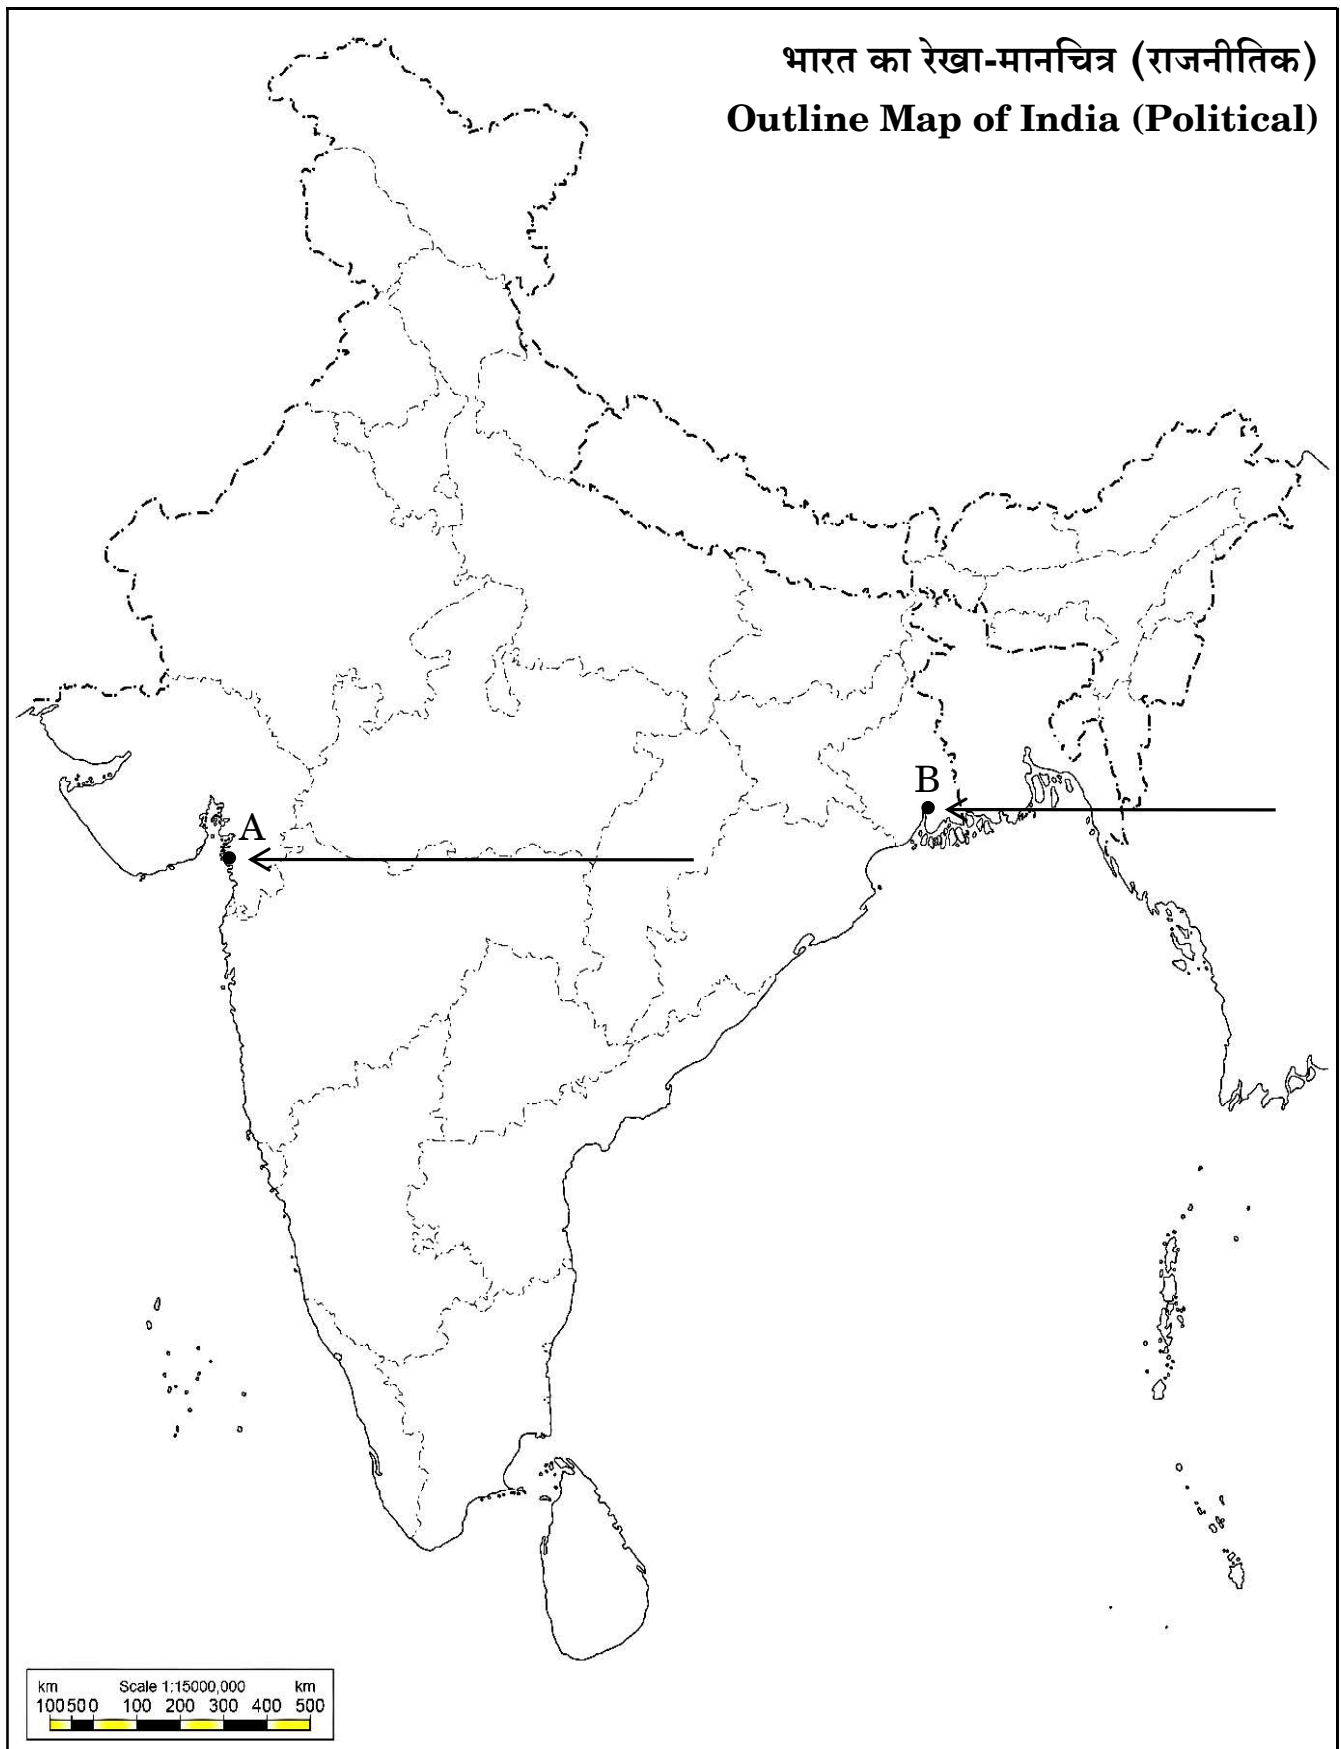 भारत का रेखा-मानचित्र (राजनीतिक)
Outline Map of India (Political)
B
A
km Scale 1:15000,000 km
100 50 0 100 200 300 400 500